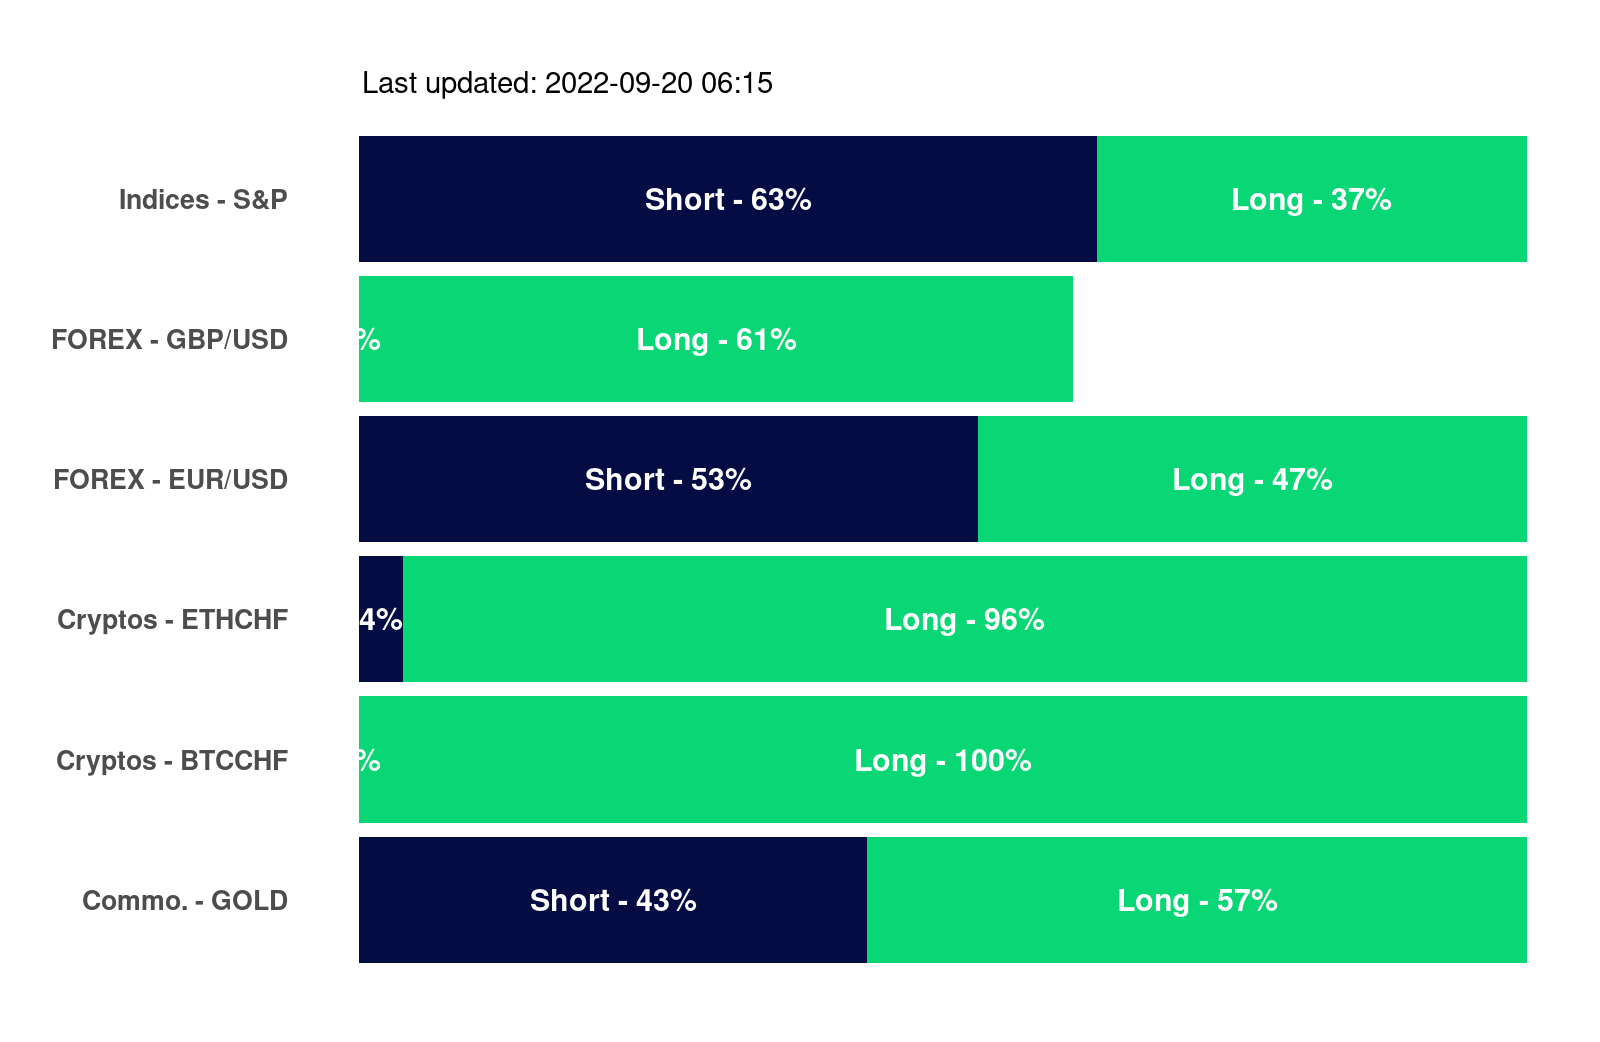 Last updated: 2022-09-20 06:15
Indices - S&P Short - 63% Long - 37%
FOREX - GBP/USD % Long - 61%
FOREX - EUR/USD Short - 53% Long - 47%
Cryptos - ETHCHF 4% Long - 96%
Cryptos - BTCCHF % Long - 100%
Commo. - GOLD Short - 43% Long - 57%